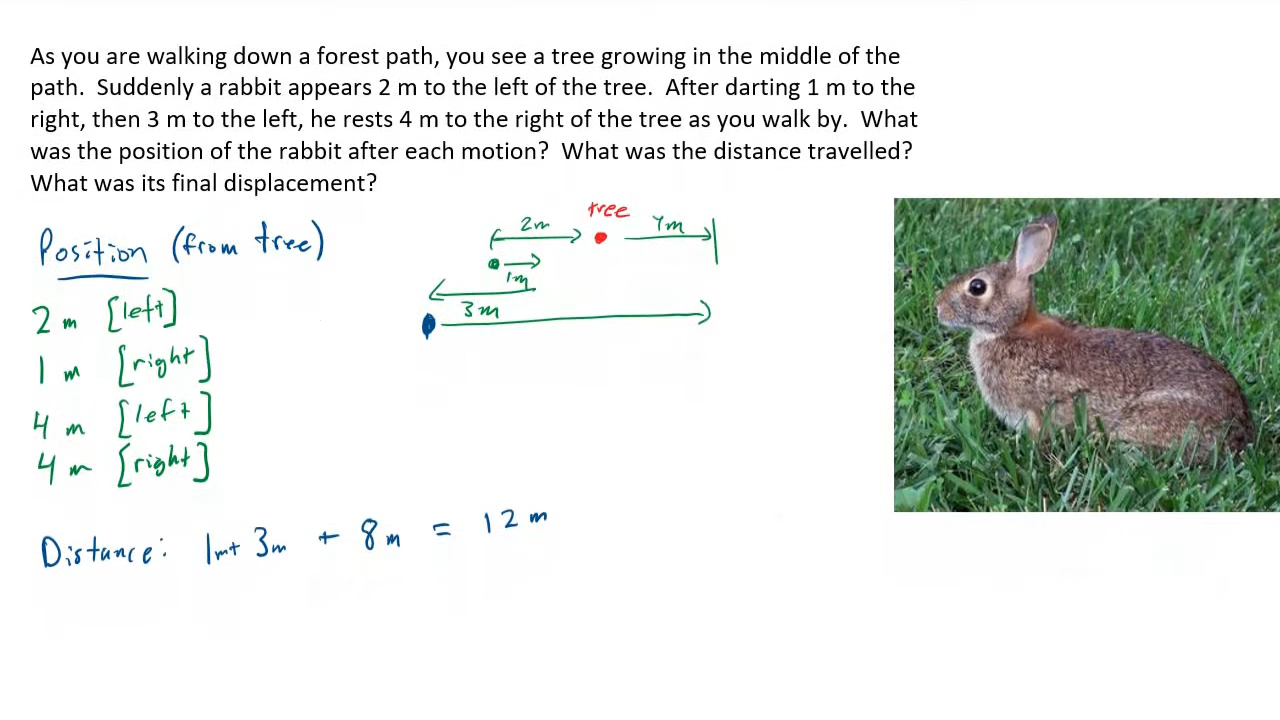 As you are walking down a forest path, you see a tree growing in the middle of the
path. Suddenly a rabbit appears 2 m to the left of the tree. After darting 1 m to the
right, then 3 m to the left, he rests 4 m to the right of the tree as you walk by. What
was the position of the rabbit after each motion? What was the distance travelled?
What was its final displacement?
tree
2m
4m
Position (from tree)
1m
3m
2 m [left]
1 m [right]
4 m [left]
4 m [right]
Distance: 1m + 3m + 8m = 12 m